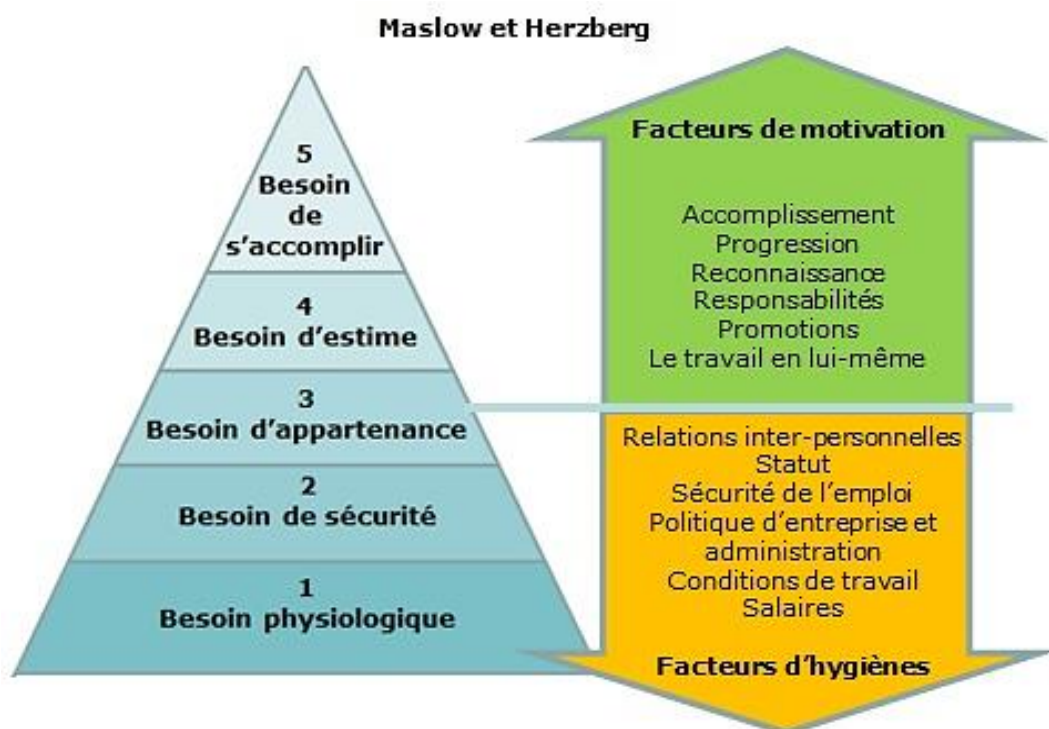 Maslow et Herzberg
5
Besoin
de
s'accomplir
4
Besoin d'estime
3
Besoin d'appartenance
2
Besoin de sécurité
1
Besoin physiologique
Facteurs de motivation
Accomplissement
Progression
Reconnaissance
Responsabilités
Promotions
Le travail en lui-même
Relations inter-personnelles
Statut
Sécurité de l'emploi
Politique d'entreprise et
administration
Conditions de travail
Salaires
Facteurs d'hygiènes